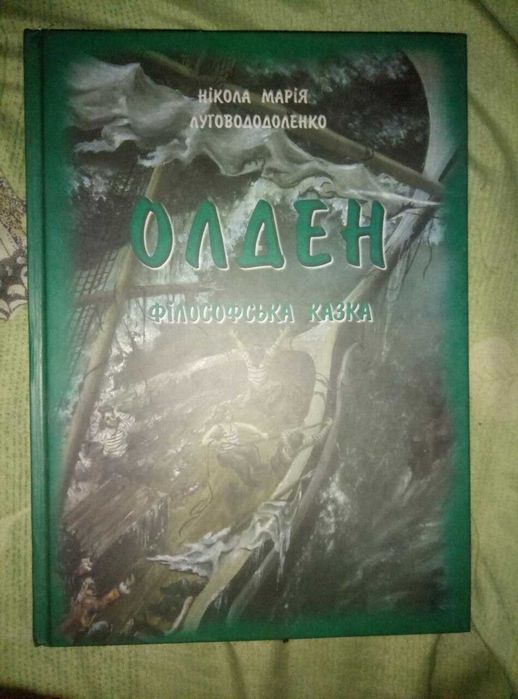 НІКОЛА МАРІЯ
ЛУГОВОДОДОЛЕНКО
ОЛДЕН
ФІЛОСОФСЬКА КАЗКА